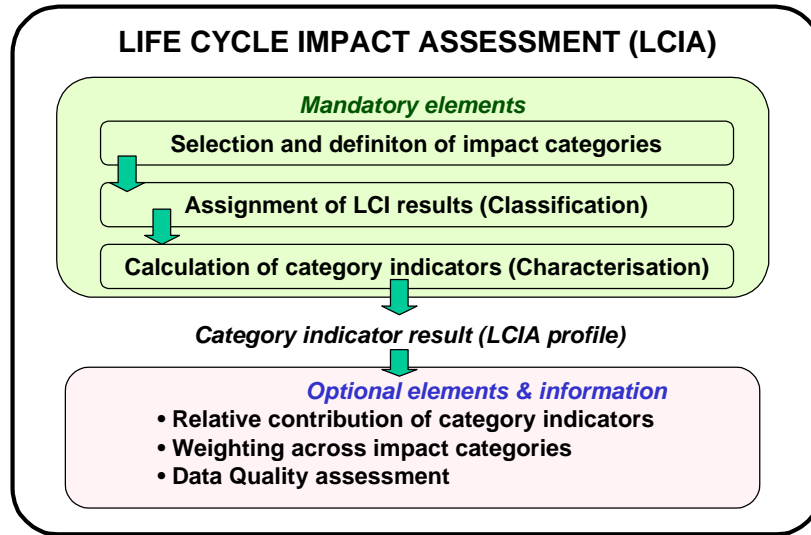 LIFE CYCLE IMPACT ASSESSMENT (LCIA)
Mandatory elements
Selection and definiton of impact categories
Assignment of LCI results (Classification)
Calculation of category indicators (Characterisation)
Category indicator result (LCIA profile)
Optional elements & information
• Relative contribution of category indicators
• Weighting across impact categories
• Data Quality assessment